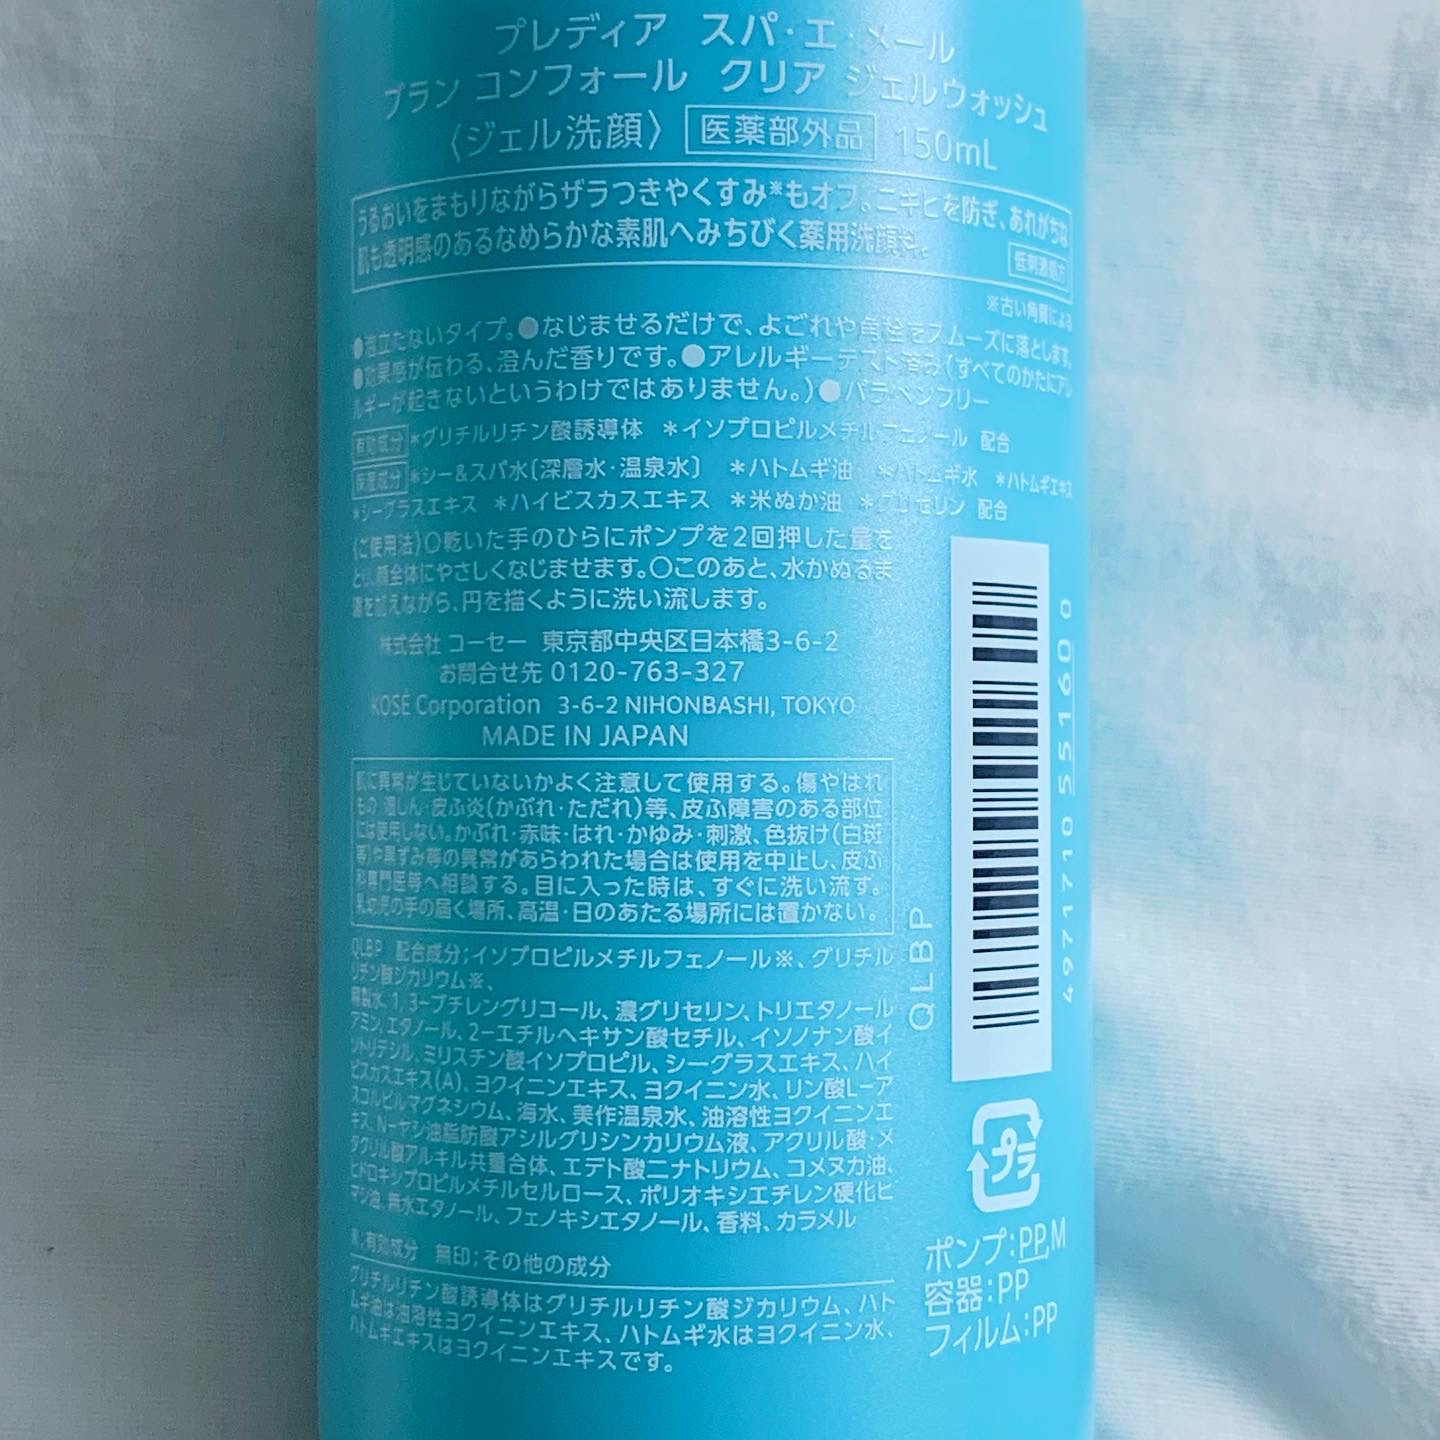 プレディア スパ・エ・メール
ブラン コンフォール クリア ジェルウォッシュ
〈ジェル洗顔〉 医薬部外品 150mL
うるおいをまもりながらザラつきやくすみ※もオフ。ニキビを防ぎ、あれがちな
肌も透明感のあるなめらかな素肌へみちびく薬用洗顔料。
低刺激処方
※古い角質による
●泡立たないタイプ。●なじませるだけで、よごれや角栓をスムーズに落とします。
●効果感が伝わる、澄んだ香りです。●アレルギーテスト済み(すべてのかたにアレ
ルギーが起きないというわけではありません。)●パラベンフリー
有効成分 *グリチルリチン酸誘導体 *イソプロピルメチルフェノール 配合
保湿成分 *シー&スパ水〔深層水・温泉水〕 *ハトムギ油 *ハトムギ水 *ハトムギエキス
*シーグラスエキス *ハイビスカスエキス *米ぬか油 *グリセリン 配合
〈ご使用法〉○乾いた手のひらにポンプを2回押した量を
とり、顔全体にやさしくなじませます。○このあと、水かぬるま
湯を加えながら、円を描くように洗い流します。
株式会社 コーセー 東京都中央区日本橋3-6-2
お問合せ先 0120-763-327
KOSÉ Corporation 3-6-2 NIHONBASHI, TOKYO
MADE IN JAPAN
肌に異常が生じていないかよく注意して使用する。傷やはれ
もの・湿しん・皮ふ炎(かぶれ・ただれ)等、皮ふ障害のある部位
には使用しない。かぶれ・赤味・はれ・かゆみ・刺激、色抜け(白斑
等)や黒ずみ等の異常があらわれた場合は使用を中止し、皮ふ
科専門医等へ相談する。目に入った時は、すぐに洗い流す。
乳幼児の手の届く場所、高温・日のあたる場所には置かない。
QLBP 配合成分;イソプロピルメチルフェノール※、グリチル
リチン酸ジカリウム※、
精製水、1,3-ブチレングリコール、濃グリセリン、トリエタノール
アミン、エタノール、2-エチルヘキサン酸セチル、イソノナン酸イ
ソトリデシル、ミリスチン酸イソプロピル、シーグラスエキス、ハイ
ビスカスエキス(A)、ヨクイニンエキス、ヨクイニン水、リン酸L-ア
スコルビルマグネシウム、海水、美作温泉水、油溶性ヨクイニンエ
キス、N-ヤシ油脂肪酸アシルグリシンカリウム液、アクリル酸・メ
タクリル酸アルキル共重合体、エデト酸二ナトリウム、コメヌカ油、
ヒドロキシプロピルメチルセルロース、ポリオキシエチレン硬化ヒ
マシ油、無水エタノール、フェノキシエタノール、香料、カラメル
※;有効成分 無印;その他の成分
グリチルリチン酸誘導体はグリチルリチン酸ジカリウム、ハト
ムギ油は油溶性ヨクイニンエキス、ハトムギ水はヨクイニン水、
ハトムギエキスはヨクイニンエキスです。
QLBP
4971710 551600
プラ
ポンプ:PP,M
容器:PP
フィルム:PP